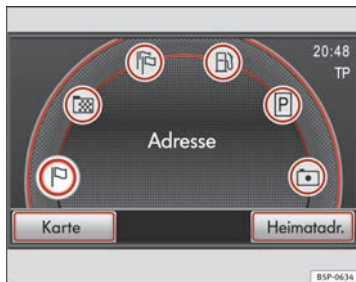 20:48
TP
P
Adresse
Karte
Heimatadr.
B5P-0634